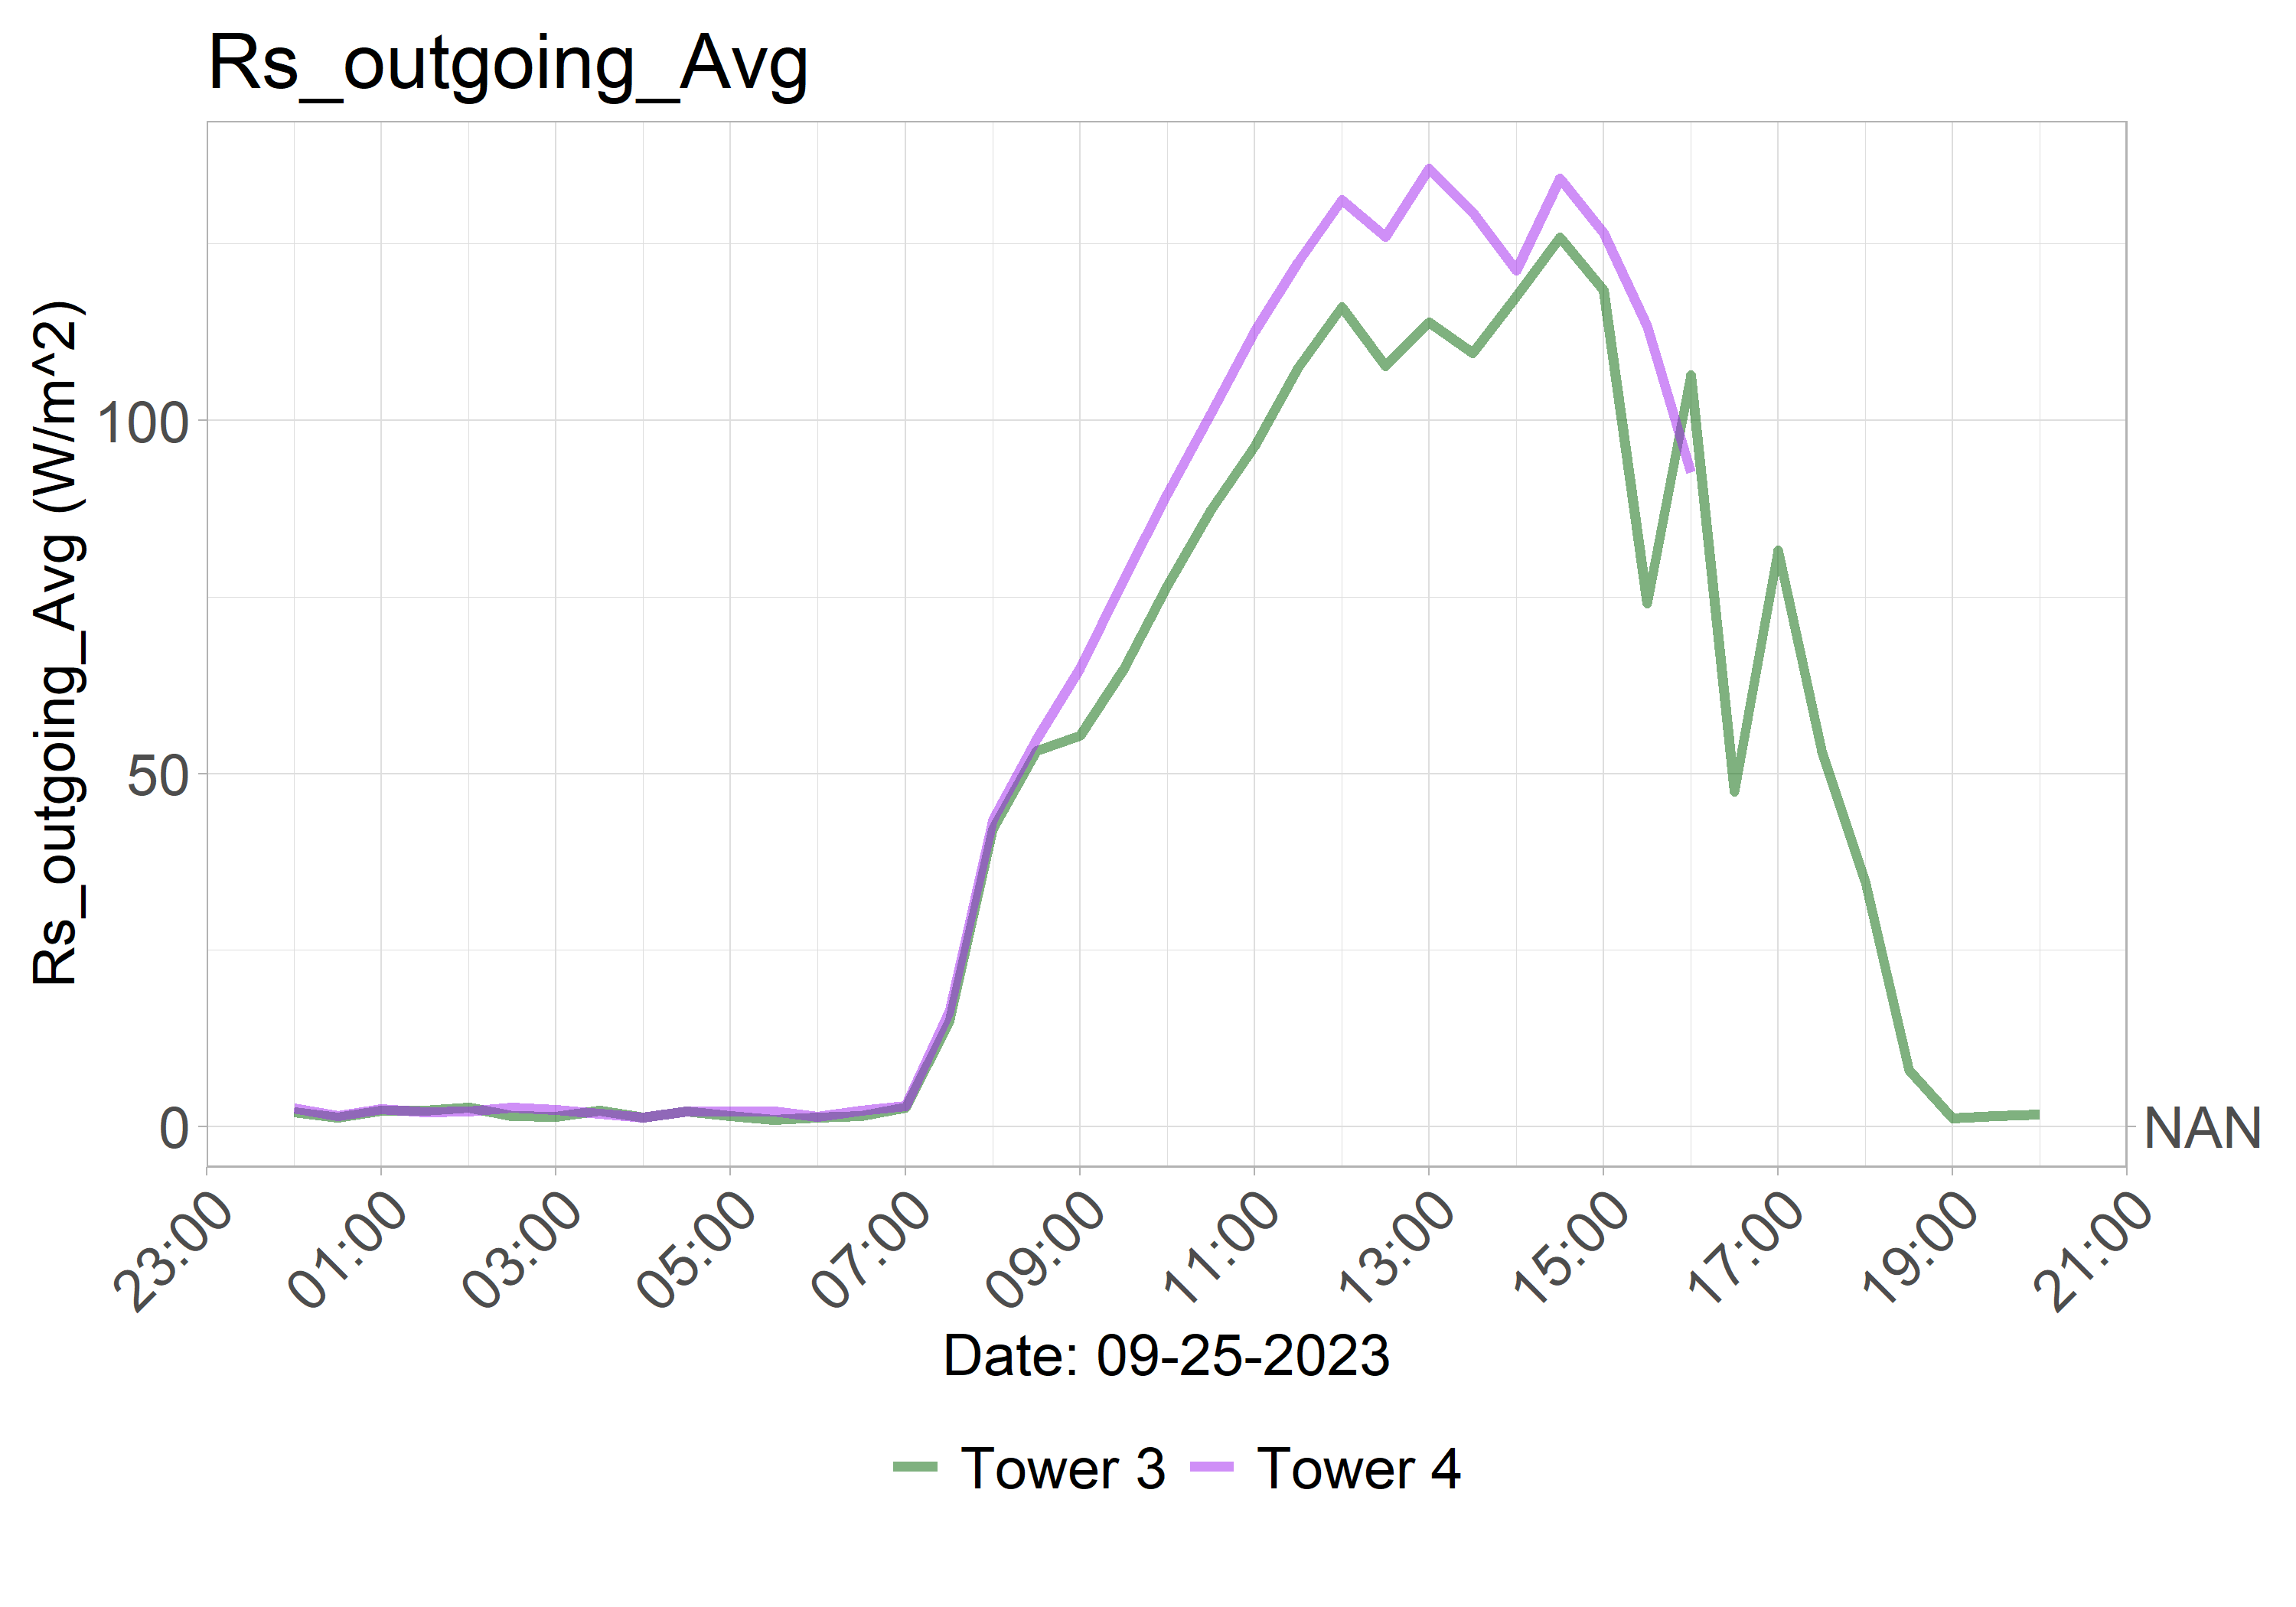 Rs_outgoing_Avg
Rs_outgoing_Avg (W/m^2)
100
50
0
NAN
23:00 01:00 03:00 05:00 07:00 09:00 11:00 13:00 15:00 17:00 19:00 21:00
Date: 09-25-2023
Tower 3 Tower 4